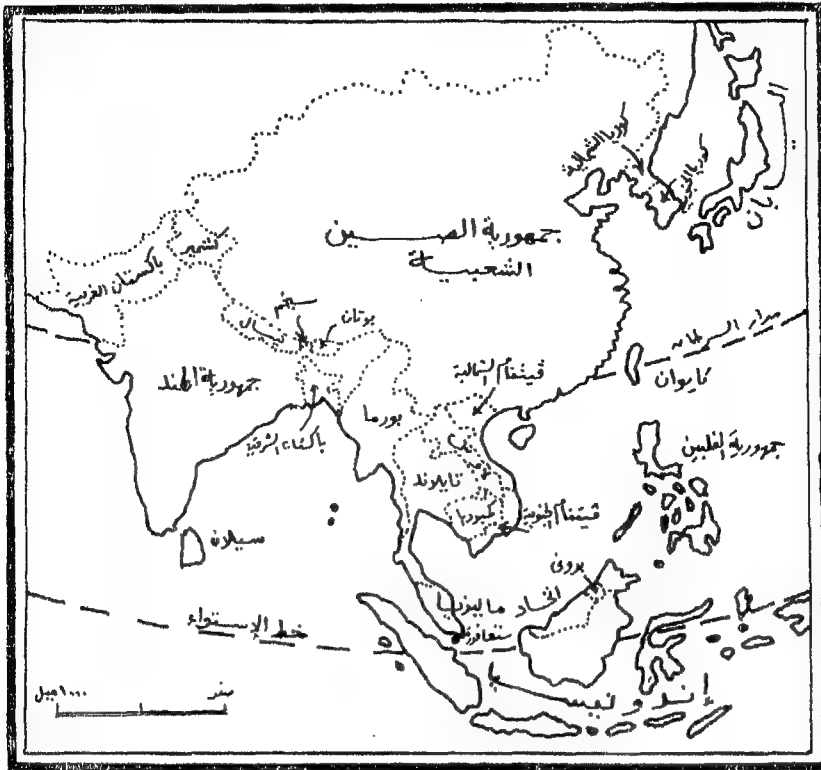 كوريا الشمالية
كوريا الجنوبية
اليابان
جمهورية الصين
الشعبية
كشمير
باكستان الغربية
سيكم
نيبال
بوتان
مدار السرطان
تايوان
جمهورية الهند
فيتنام الشمالية
بورما
باكستان الشرقية
جمهورية الفلبين
تايلاند
كمبوديا
فيتنام الجنوبية
سيلان
بروني
اتحاد ماليزيا
سنغافورة
خط الإستواء
إندونيسيا
صفر
١٠٠٠ ميل